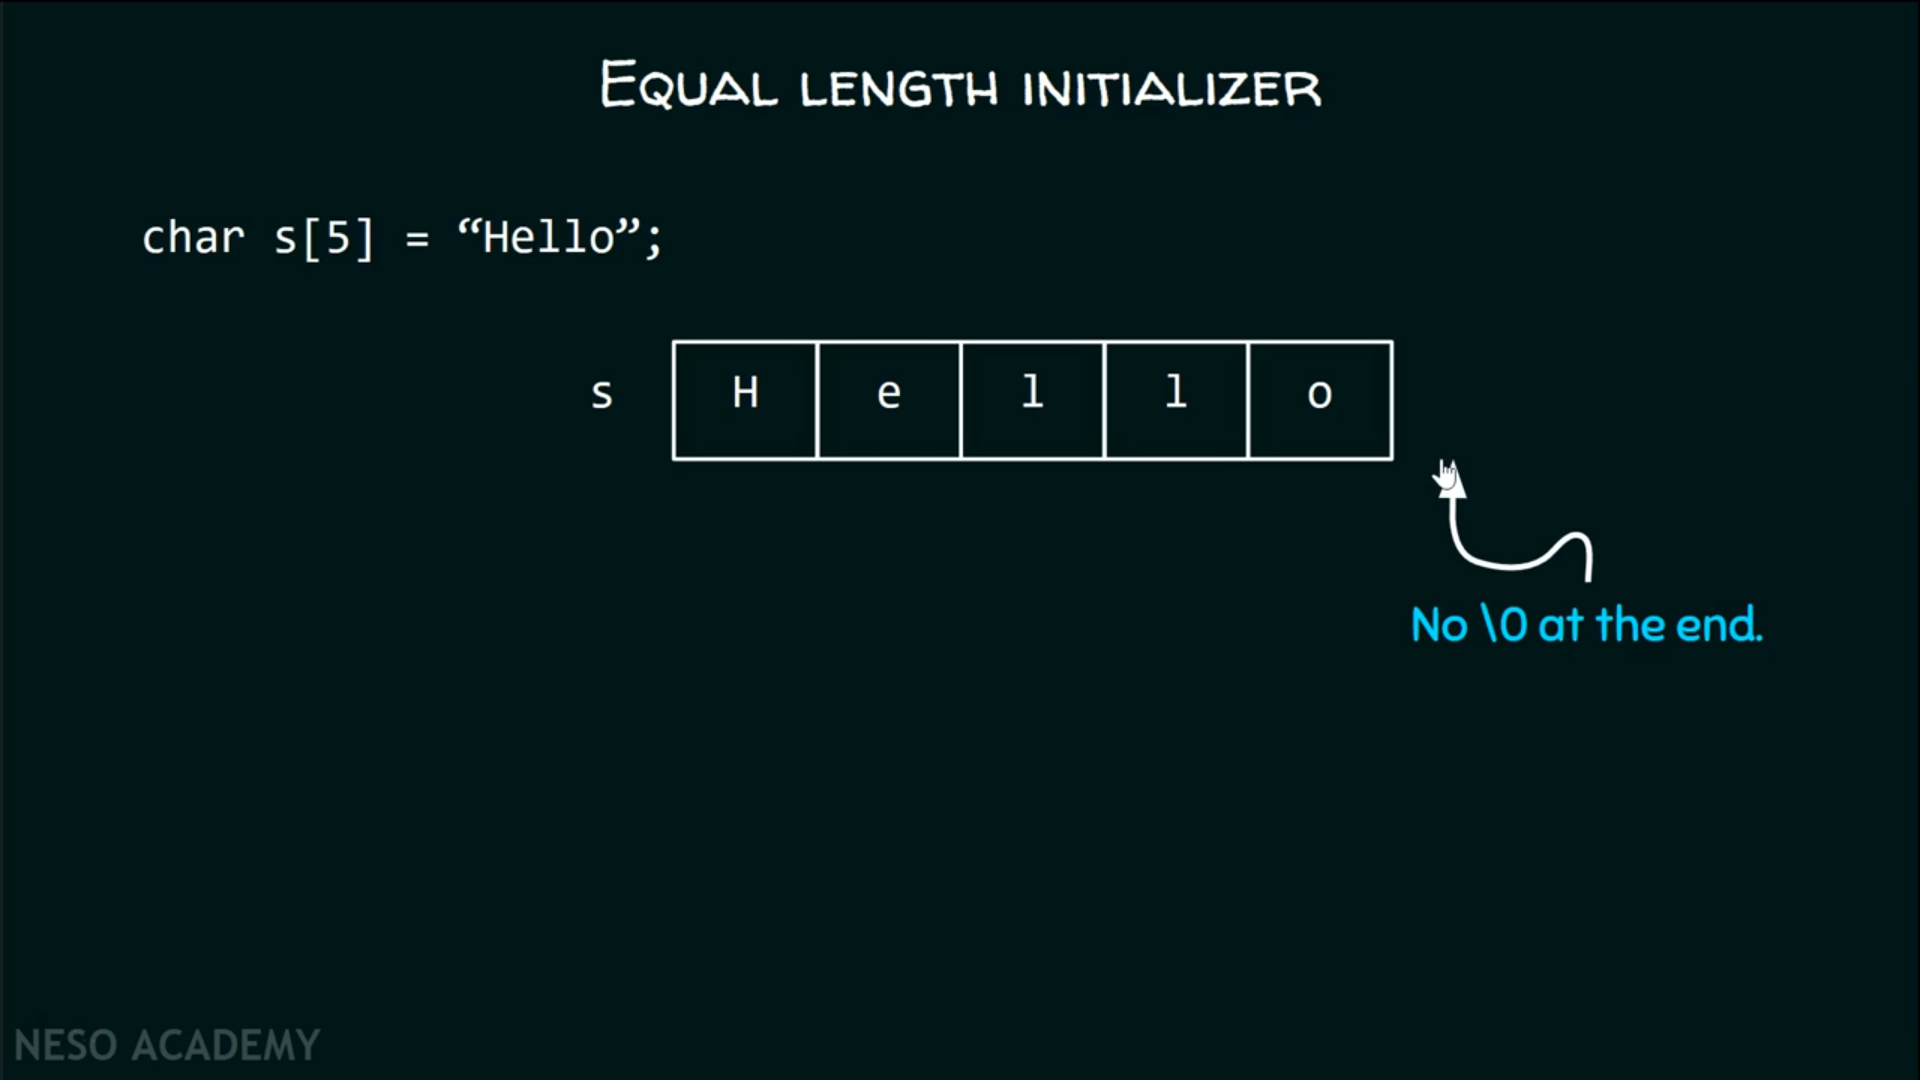 EQUAL LENGTH INITIALIZER
char s[5] = “Hello”;
s H e l l o
No \0 at the end.
NESO ACADEMY